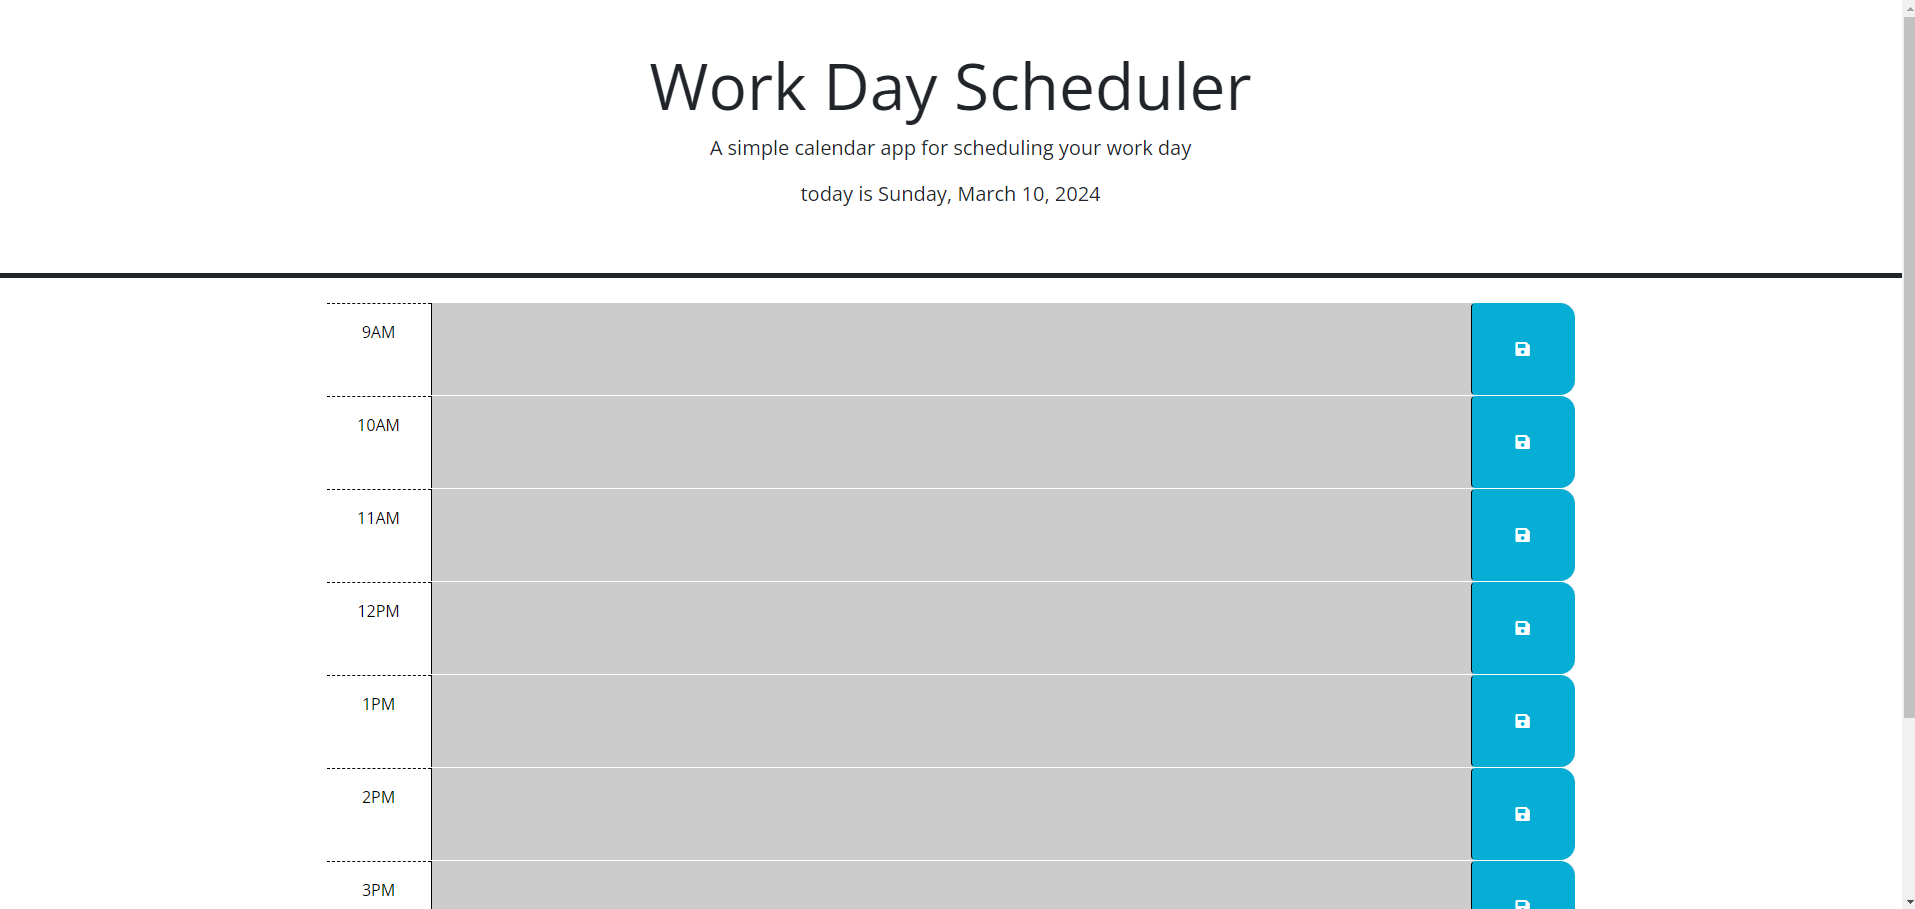 Work Day Scheduler
A simple calendar app for scheduling your work day
today is Sunday, March 10, 2024
9AM
10AM
11AM
12PM
1PM
2PM
3PM